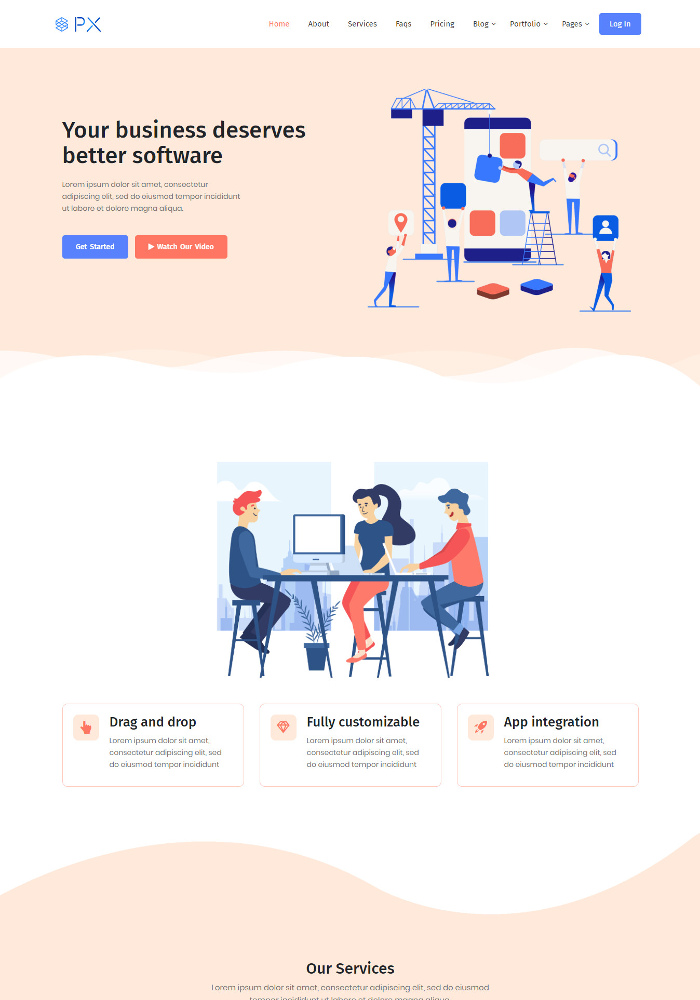 PX
Home About Services Faqs Pricing Blog Portfolio Pages Log In
Your business deserves
better software
Lorem ipsum dolor sit amet, consectetur
adipiscing elit, sed do eiusmod tempor incididunt
ut labore et dolore magna aliqua.
Get Started Watch Our Video
Drag and drop
Lorem ipsum dolor sit amet,
consectetur adipiscing elit, sed
do eiusmod tempor incididunt
Fully customizable
Lorem ipsum dolor sit amet,
consectetur adipiscing elit, sed
do eiusmod tempor incididunt
App integration
Lorem ipsum dolor sit amet,
consectetur adipiscing elit, sed
do eiusmod tempor incididunt
Our Services
Lorem ipsum dolor sit amet, consectetur adipiscing elit, sed do eiusmod
tempor incididunt ut labore et dolore magna aliqua.